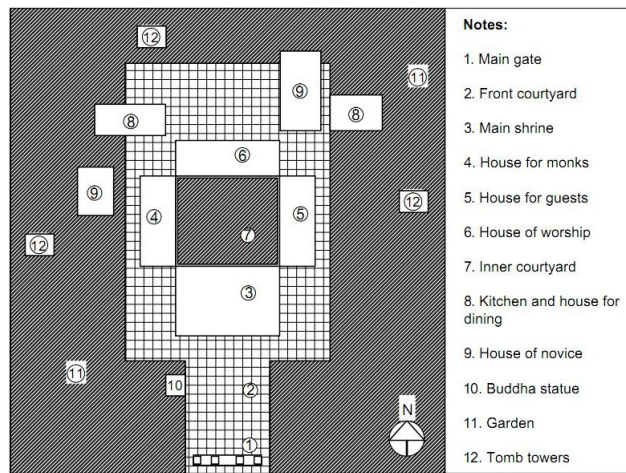 12
11
9
8
8
6
9
4
5
12
7
12
3
11
10
2
N
1
Notes:
1. Main gate
2. Front courtyard
3. Main shrine
4. House for monks
5. House for guests
6. House of worship
7. Inner courtyard
8. Kitchen and house for
dining
9. House of novice
10. Buddha statue
11. Garden
12. Tomb towers